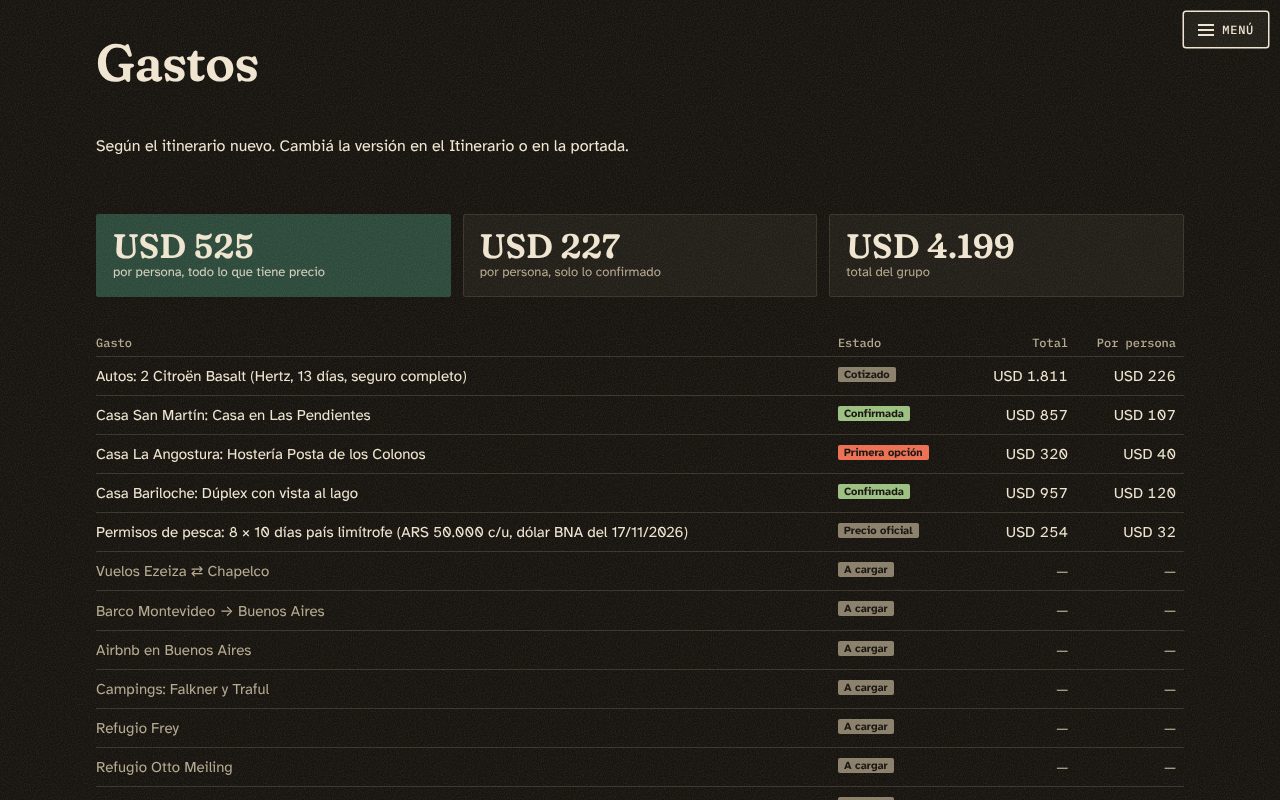 MENÚ
Gastos
Según el itinerario nuevo. Cambiá la versión en el Itinerario o en la portada.
USD 525
por persona, todo lo que tiene precio
USD 227
por persona, solo lo confirmado
USD 4.199
total del grupo
Gasto Estado Total Por persona
Autos: 2 Citroën Basalt (Hertz, 13 días, seguro completo) Cotizado USD 1.811 USD 226
Casa San Martín: Casa en Las Pendientes Confirmada USD 857 USD 107
Casa La Angostura: Hostería Posta de los Colonos Primera opción USD 320 USD 40
Casa Bariloche: Dúplex con vista al lago Confirmada USD 957 USD 120
Permisos de pesca: 8 × 10 días país limítrofe (ARS 50.000 c/u, dólar BNA del 17/11/2026) Precio oficial USD 254 USD 32
Vuelos Ezeiza ⇄ Chapelco A cargar — —
Barco Montevideo → Buenos Aires A cargar — —
Airbnb en Buenos Aires A cargar — —
Campings: Falkner y Traful A cargar — —
Refugio Frey A cargar — —
Refugio Otto Meiling A cargar — —